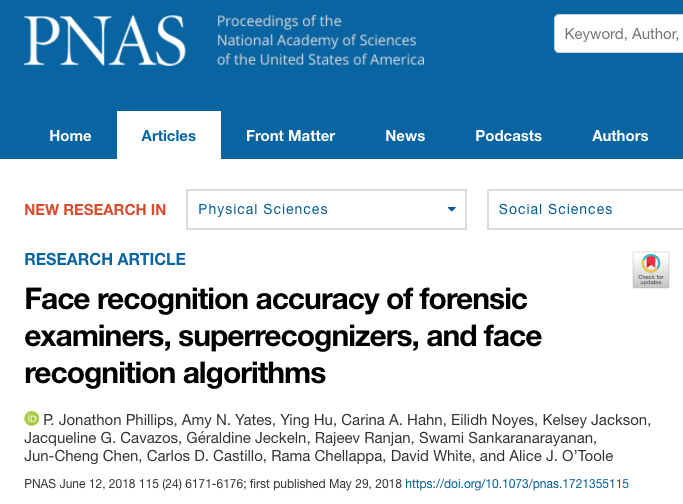 PNAS
Proceedings of the
National Academy of Sciences
of the United States of America
Keyword, Author,
Home Articles Front Matter News Podcasts Authors
NEW RESEARCH IN Physical Sciences Social Sciences
RESEARCH ARTICLE
Check for
updates
Face recognition accuracy of forensic
examiners, superrecognizers, and face
recognition algorithms
iD P. Jonathon Phillips, Amy N. Yates, Ying Hu, Carina A. Hahn, Eilidh Noyes, Kelsey Jackson,
Jacqueline G. Cavazos, Géraldine Jeckeln, Rajeev Ranjan, Swami Sankaranarayanan,
Jun-Cheng Chen, Carlos D. Castillo, Rama Chellappa, David White, and Alice J. O’Toole
PNAS June 12, 2018 115 (24) 6171-6176; first published May 29, 2018 https://doi.org/10.1073/pnas.1721355115